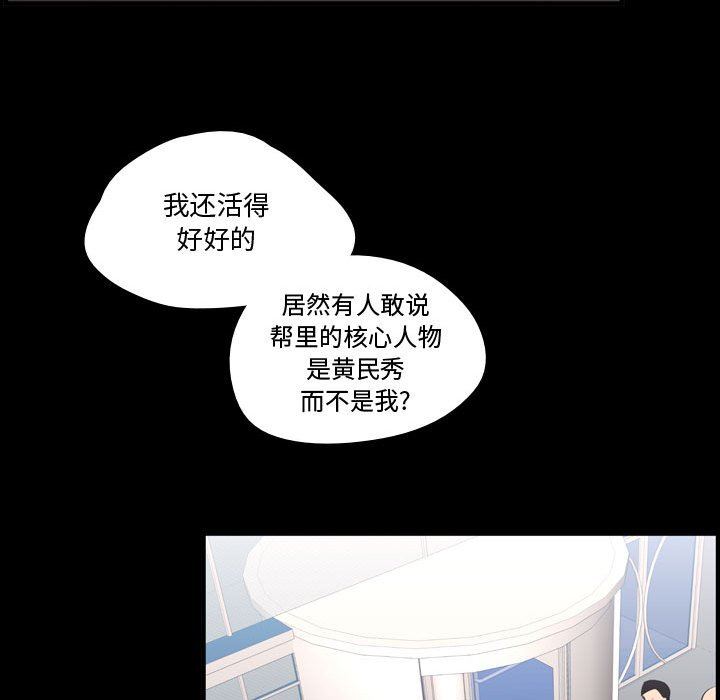 我还活得
好好的
居然有人敢说
帮里的核心人物
是黄民秀
而不是我?